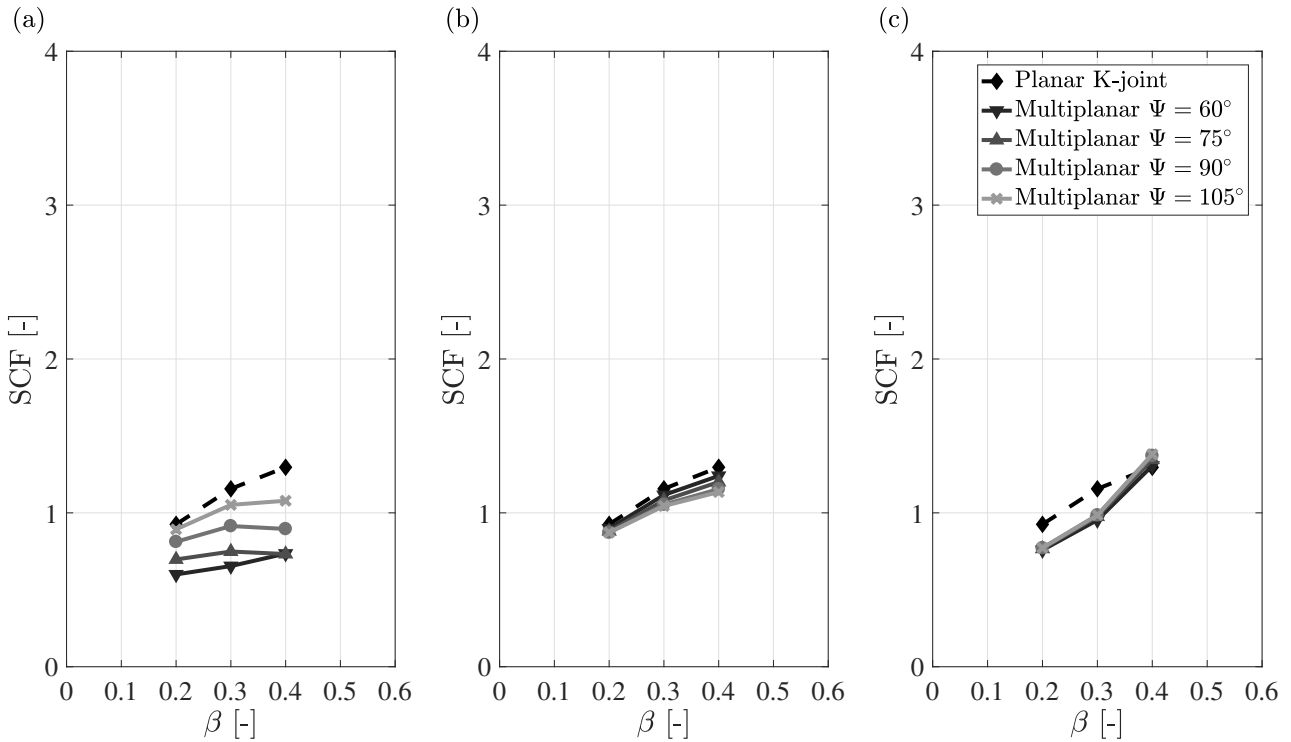 (a)
4
3
2
1
0
SCF [-]
0 0.1 0.2 0.3 0.4 0.5 0.6
β [-]
(b)
4
3
2
1
0
SCF [-]
0 0.1 0.2 0.3 0.4 0.5 0.6
β [-]
(c)
4
3
2
1
0
SCF [-]
0 0.1 0.2 0.3 0.4 0.5 0.6
β [-]
Planar K-joint
Multiplanar Ψ = 60°
Multiplanar Ψ = 75°
Multiplanar Ψ = 90°
Multiplanar Ψ = 105°